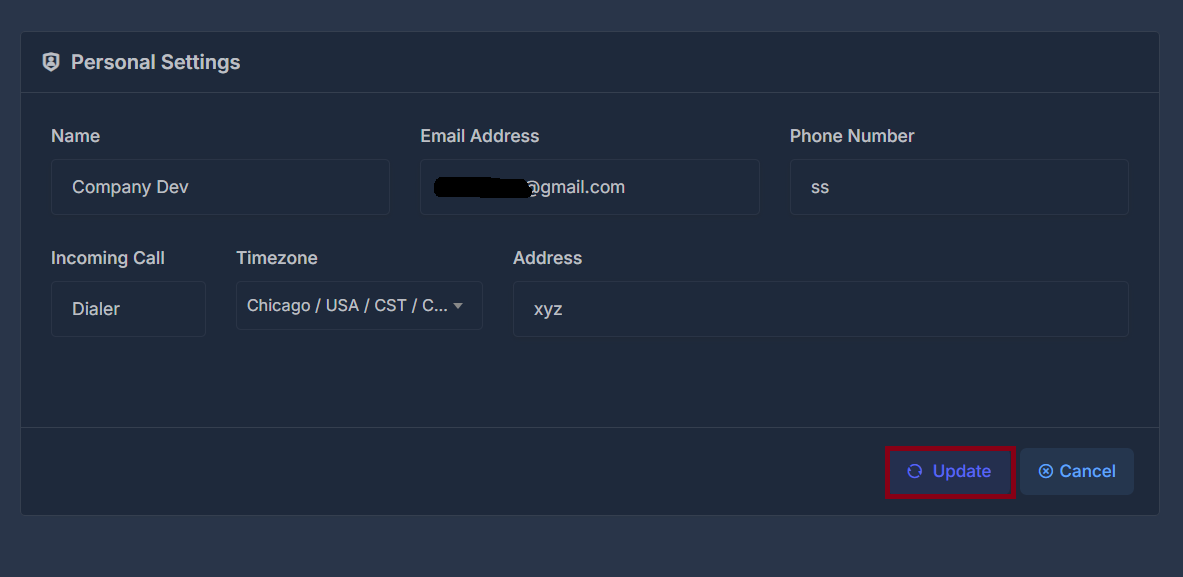 Personal Settings
Name
Email Address
Phone Number
Company Dev
@gmail.com
ss
Incoming Call
Timezone
Address
Dialer
Chicago / USA / CST / C...
xyz
Update
Cancel